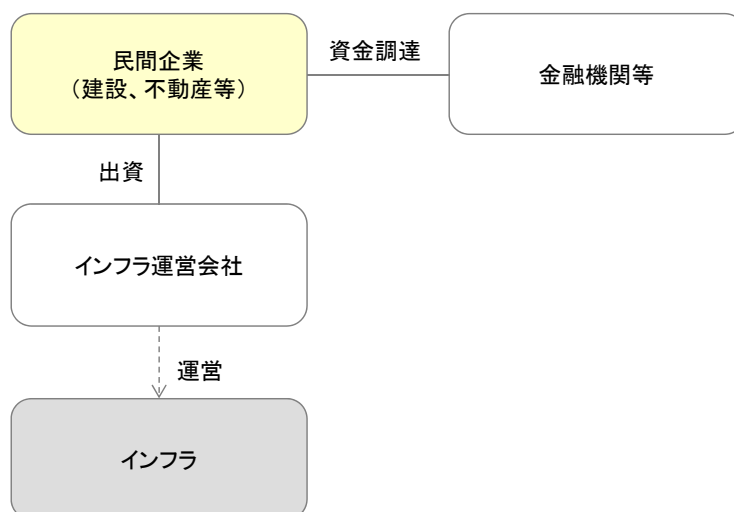 民間企業
（建設、不動産等）
資金調達
金融機関等
出資
インフラ運営会社
運営
インフラ